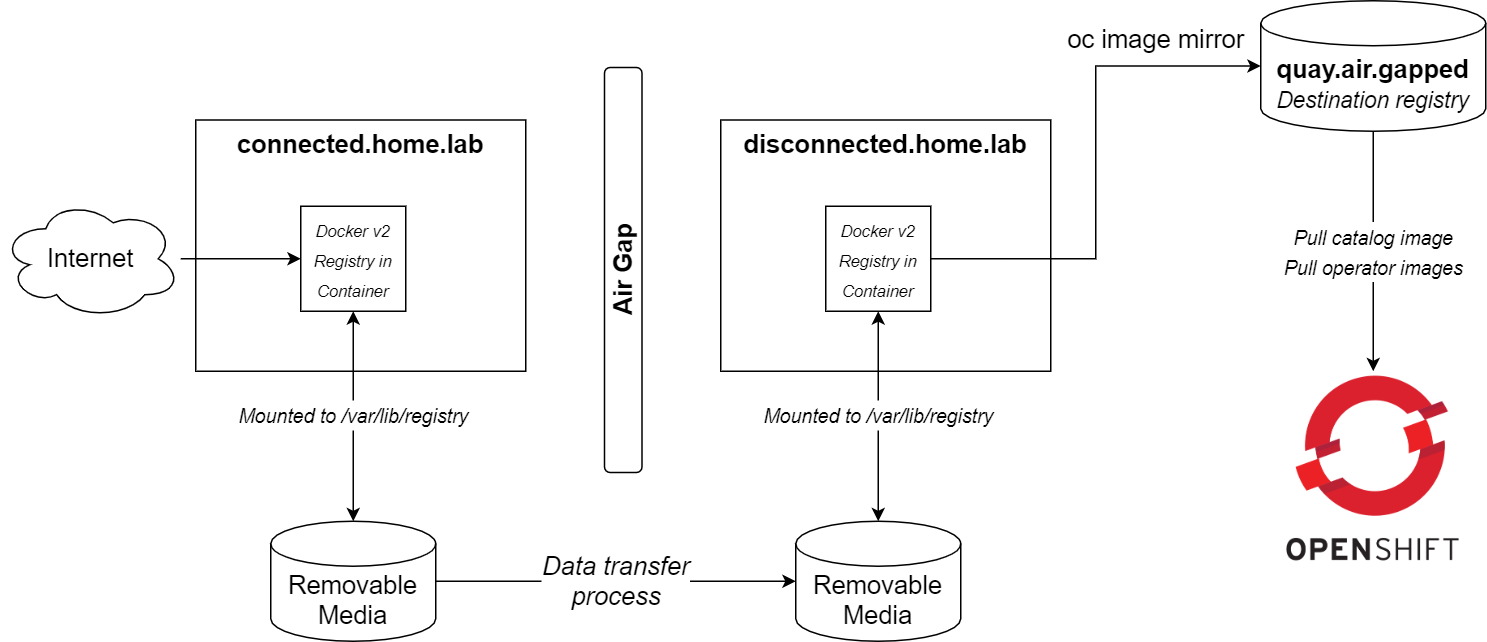 oc image mirror
quay.air.gapped
Destination registry
connected.home.lab
disconnected.home.lab
Internet
Docker v2
Registry in
Container
Air Gap
Docker v2
Registry in
Container
Pull catalog image
Pull operator images
Mounted to /var/lib/registry
Mounted to /var/lib/registry
OPENSHIFT
Removable
Media
Data transfer
process
Removable
Media